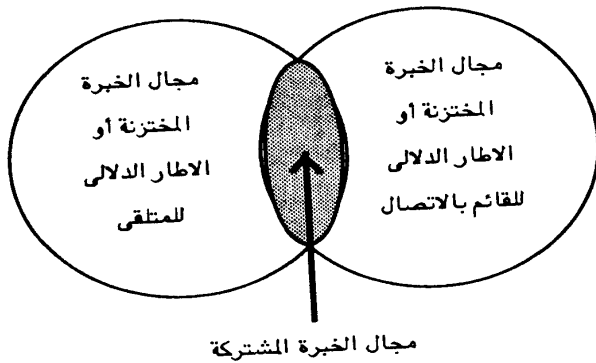 مجال الخبرة
المختزنة أو
الاطار الدلالى
للقائم بالاتصال
مجال الخبرة
المختزنة أو
الاطار الدلالى
للمتلقى
مجال الخبرة المشتركة